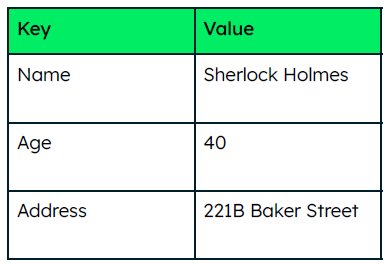 Key Value
Name Sherlock Holmes
Age 40
Address 221B Baker Street